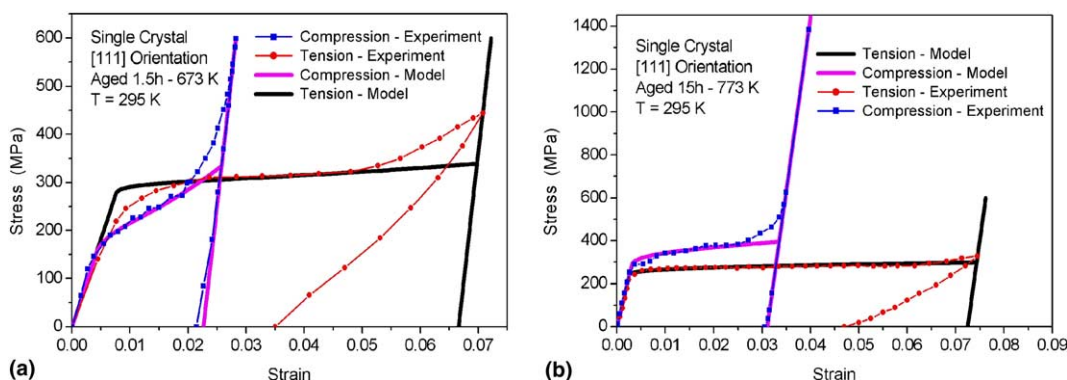 600
500
400
300
200
100
0
Stress (MPa)
Single Crystal
[111] Orientation
Aged 1.5h - 673 K
T = 295 K
Compression - Experiment
Tension - Experiment
Compression - Model
Tension - Model
0.00 0.01 0.02 0.03 0.04 0.05 0.06 0.07
Strain
(a)
1400
1200
1000
800
600
400
200
0
Stress (MPa)
Single Crystal
[111] Orientation
Aged 15h - 773 K
T = 295 K
Tension - Model
Compression - Model
Tension - Experiment
Compression - Experiment
0.00 0.01 0.02 0.03 0.04 0.05 0.06 0.07 0.08 0.09
Strain
(b)